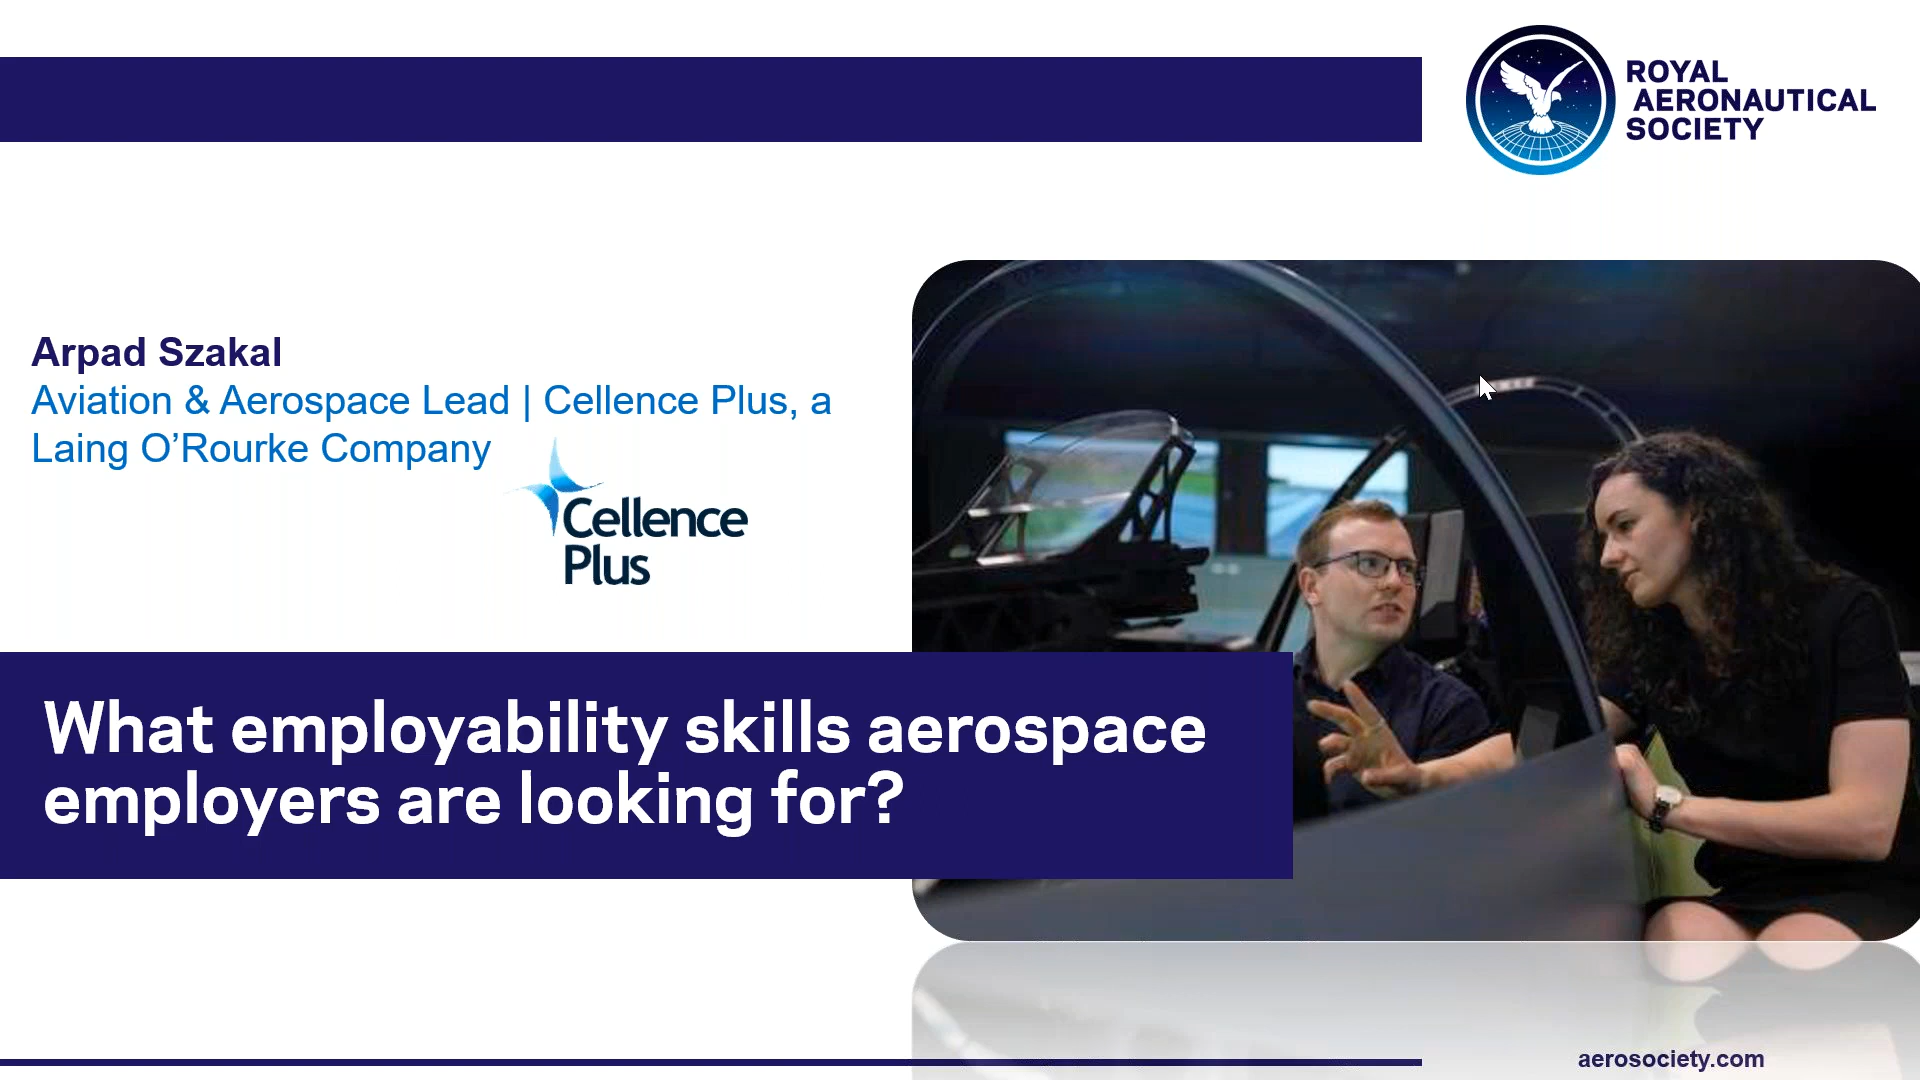 ROYAL
AERONAUTICAL
SOCIETY
Arpad Szakal
Aviation & Aerospace Lead | Cellence Plus, a
Laing O’Rourke Company
Cellence
Plus
What employability skills aerospace
employers are looking for?
aerosociety.com